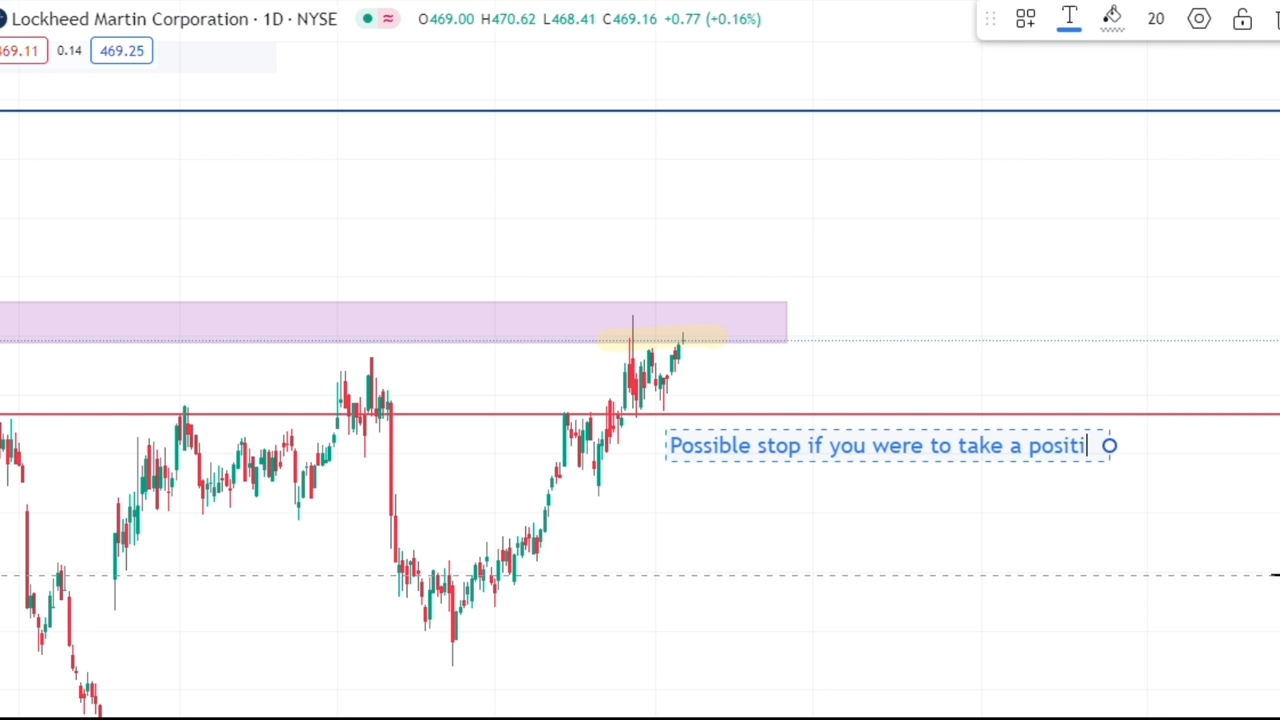 Lockheed Martin Corporation · 1D · NYSE O469.00 H470.62 L468.41 C469.16 +0.77 (+0.16%)
20
469.11 0.14 469.25
Possible stop if you were to take a positi